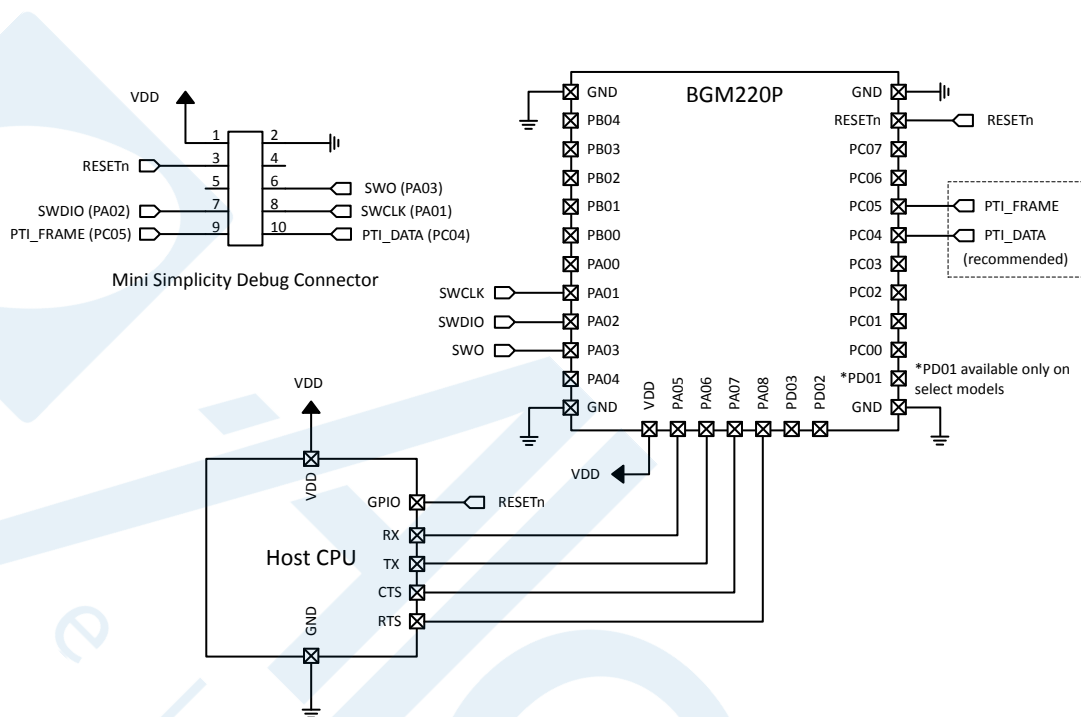 VDD
1
2
RESETn
3
4
5
6
SWO (PA03)
SWDIO (PA02)
7
8
SWCLK (PA01)
PTI_FRAME (PC05)
9
10
PTI_DATA (PC04)
Mini Simplicity Debug Connector
BGM220P
GND
PB04
PB03
PB02
PB01
PB00
PA00
SWCLK
PA01
SWDIO
PA02
SWO
PA03
PA04
GND
GND
RESETn
RESETn
PC07
PC06
PC05
PTI_FRAME
PC04
PTI_DATA
(recommended)
PC03
PC02
PC01
PC00
*PD01
*PD01 available only on
select models
GND
VDD
PA05
PA06
PA07
PA08
PD03
PD02
VDD
VDD
VDD
GPIO
RESETn
RX
Host CPU
TX
CTS
RTS
GND
e